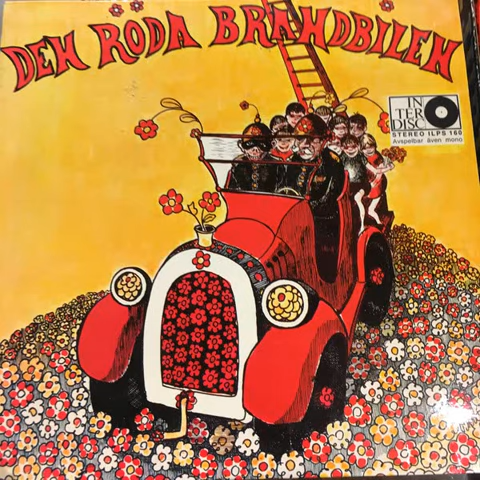 DEN RÖDA BRANDBILEN
IN
TER
DISC
STEREO ILPS 160
Avspelbar även mono